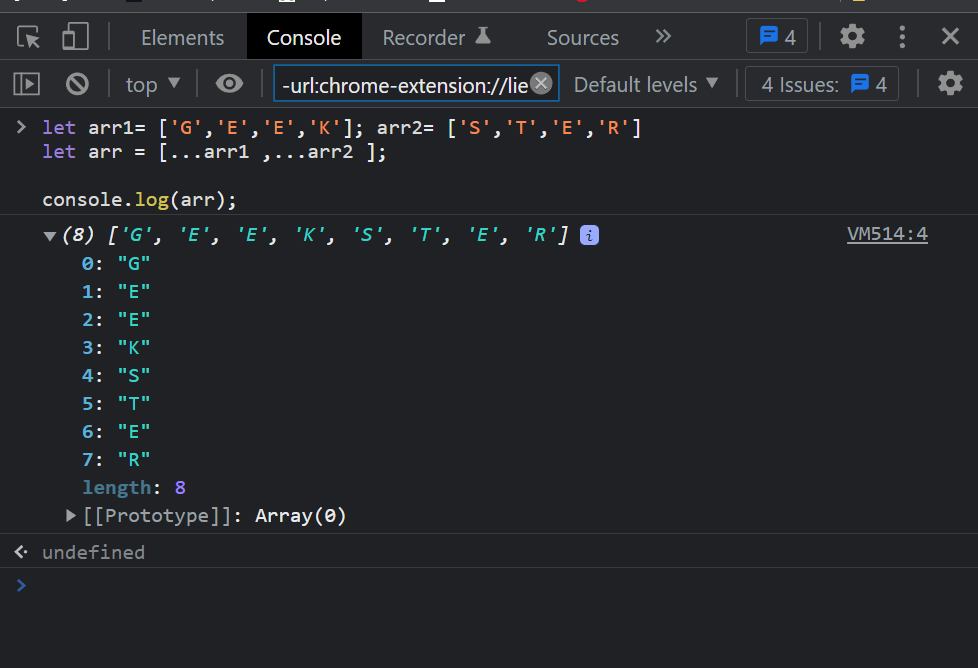 Elements Console Recorder Sources 4
top -url:chrome-extension://lie Default levels 4 Issues: 4
let arr1= ['G','E','E','K']; arr2= ['S','T','E','R']
let arr = [...arr1 ,...arr2 ];
console.log(arr);
(8) ['G', 'E', 'E', 'K', 'S', 'T', 'E', 'R'] i VM514:4
0: "G"
1: "E"
2: "E"
3: "K"
4: "S"
5: "T"
6: "E"
7: "R"
length: 8
[[Prototype]]: Array(0)
undefined